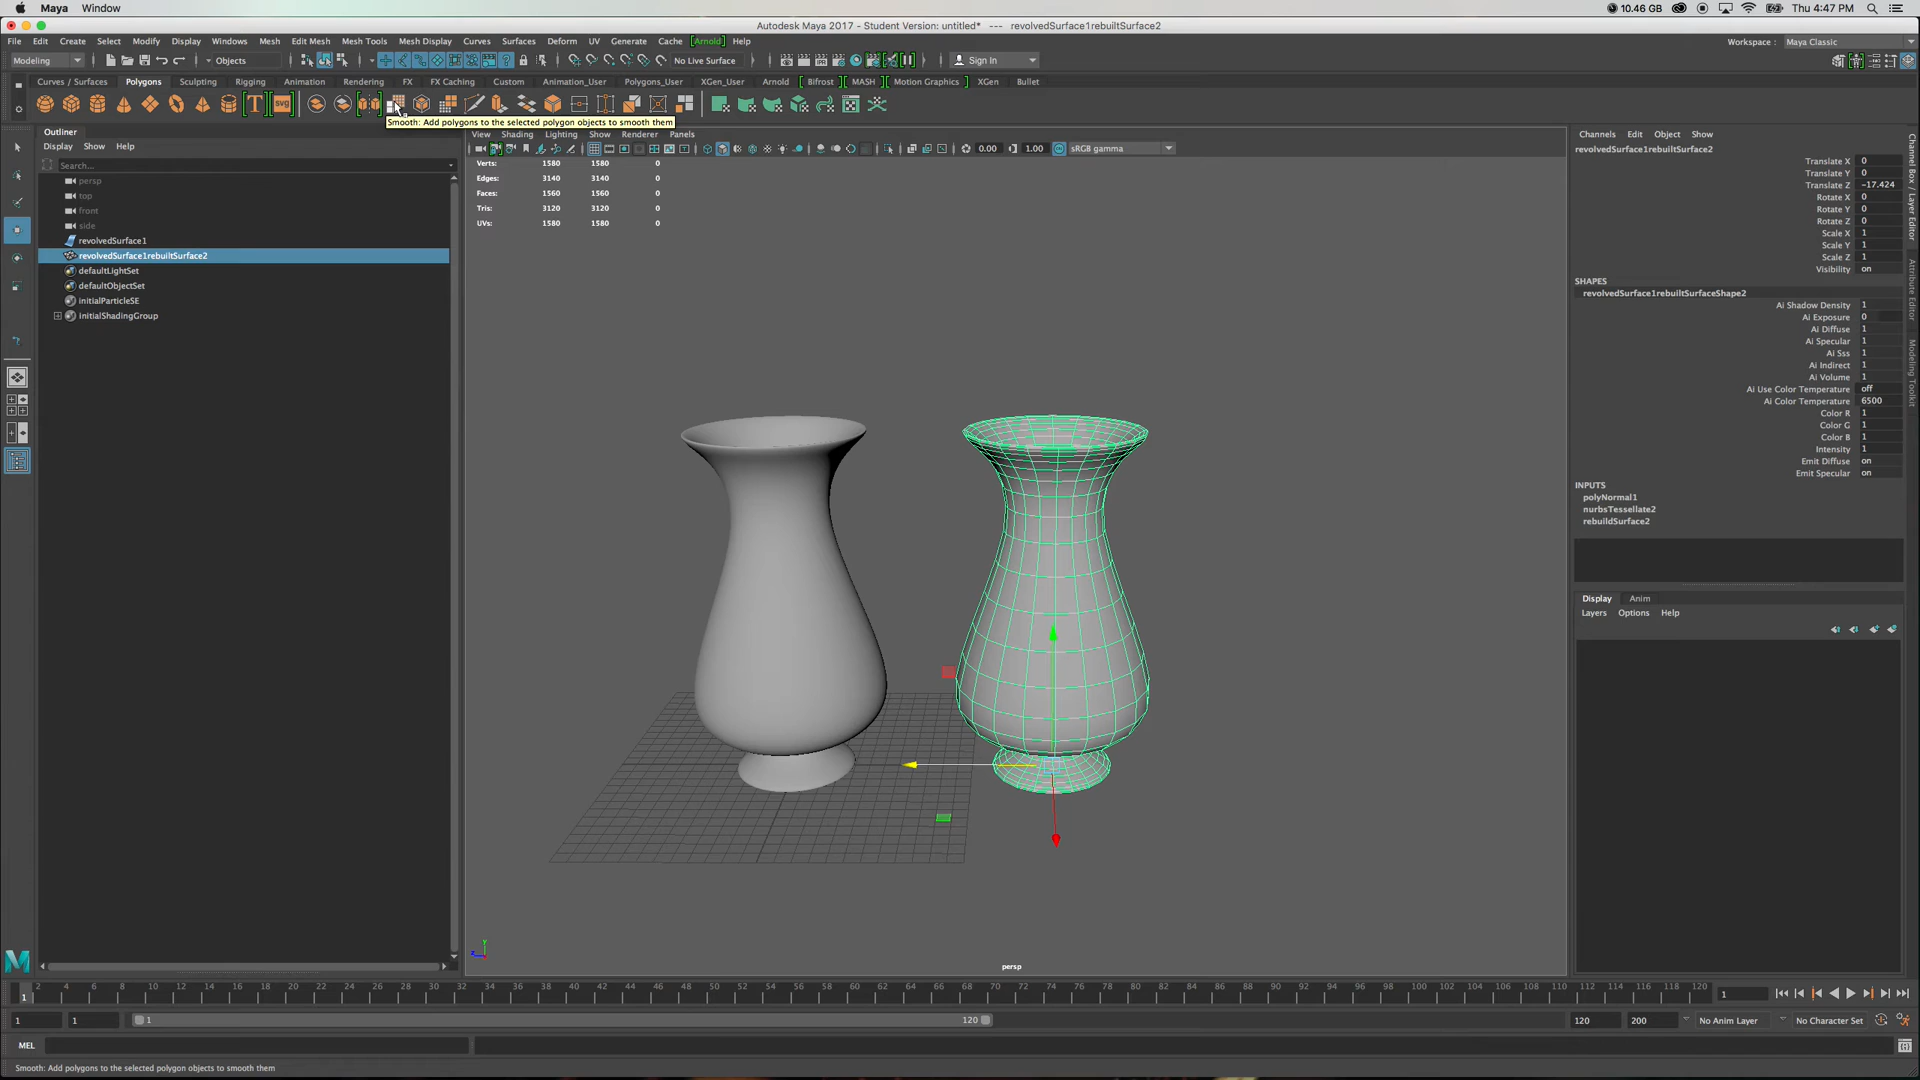 Maya Window
10.46 GB Thu 4:47 PM
Autodesk Maya 2017 - Student Version: untitled* --- revolvedSurface1rebuiltSurface2
File Edit Create Select Modify Display Windows Mesh Edit Mesh Mesh Tools Mesh Display Curves Surfaces Deform UV Generate Cache Arnold Help
Workspace : Maya Classic
Modeling Objects No Live Surface Sign In
Curves / Surfaces Polygons Sculpting Rigging Animation Rendering FX FX Caching Custom Animation_User Polygons_User XGen_User Arnold Bifrost MASH Motion Graphics XGen Bullet
T SVG
Smooth: Add polygons to the selected polygon objects to smooth them
Outliner
Display Show Help
Search...
persp
top
front
side
revolvedSurface1
revolvedSurface1rebuiltSurface2
defaultLightSet
defaultObjectSet
initialParticleSE
initialShadingGroup
View Shading Lighting Show Renderer Panels
0.00 1.00 sRGB gamma
Verts: 1580 1580 0
Edges: 3140 3140 0
Faces: 1560 1560 0
Tris: 3120 3120 0
UVs: 1580 1580 0
persp
Channels Edit Object Show
revolvedSurface1rebuiltSurface2
Translate X 0
Translate Y 0
Translate Z -17.424
Rotate X 0
Rotate Y 0
Rotate Z 0
Scale X 1
Scale Y 1
Scale Z 1
Visibility on
SHAPES
revolvedSurface1rebuiltSurfaceShape2
Ai Shadow Density 1
Ai Exposure 0
Ai Diffuse 1
Ai Specular 1
Ai Sss 1
Ai Indirect 1
Ai Volume 1
Ai Use Color Temperature off
Ai Color Temperature 6500
Color R 1
Color G 1
Color B 1
Intensity 1
Emit Diffuse on
Emit Specular on
INPUTS
polyNormal1
nurbsTessellate2
rebuildSurface2
Display Anim
Layers Options Help
Channel Box / Layer Editor
Attribute Editor
Modeling Toolkit
1 2 4 6 8 10 12 14 16 18 20 22 24 26 28 30 32 34 36 38 40 42 44 46 48 50 52 54 56 58 60 62 64 66 68 70 72 74 76 78 80 82 84 86 88 90 92 94 96 98 100 102 104 106 108 110 112 114 116 118 120 1
1 1 1 120 120 200 No Anim Layer No Character Set
MEL
Smooth: Add polygons to the selected polygon objects to smooth them